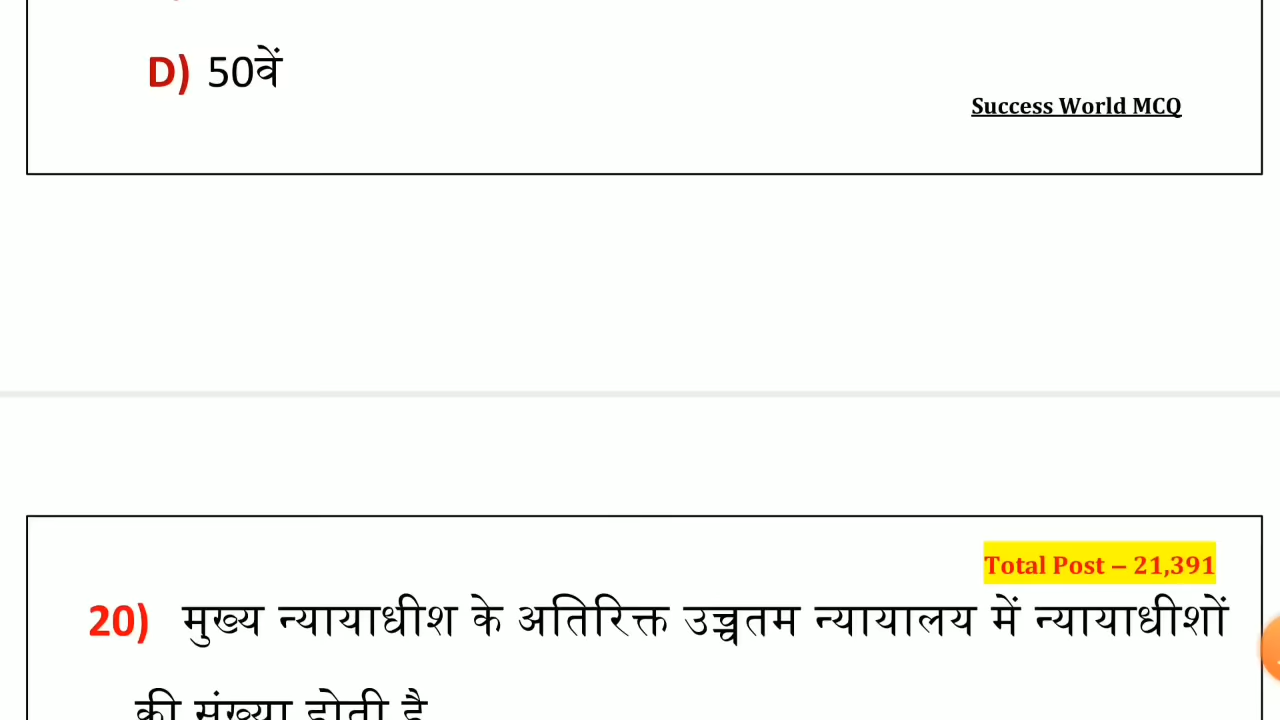 D) 50वें
Success World MCQ
Total Post – 21,391
20) मुख्य न्यायाधीश के अतिरिक्त उच्चतम न्यायालय में न्यायाधीशों
की संख्या होती है